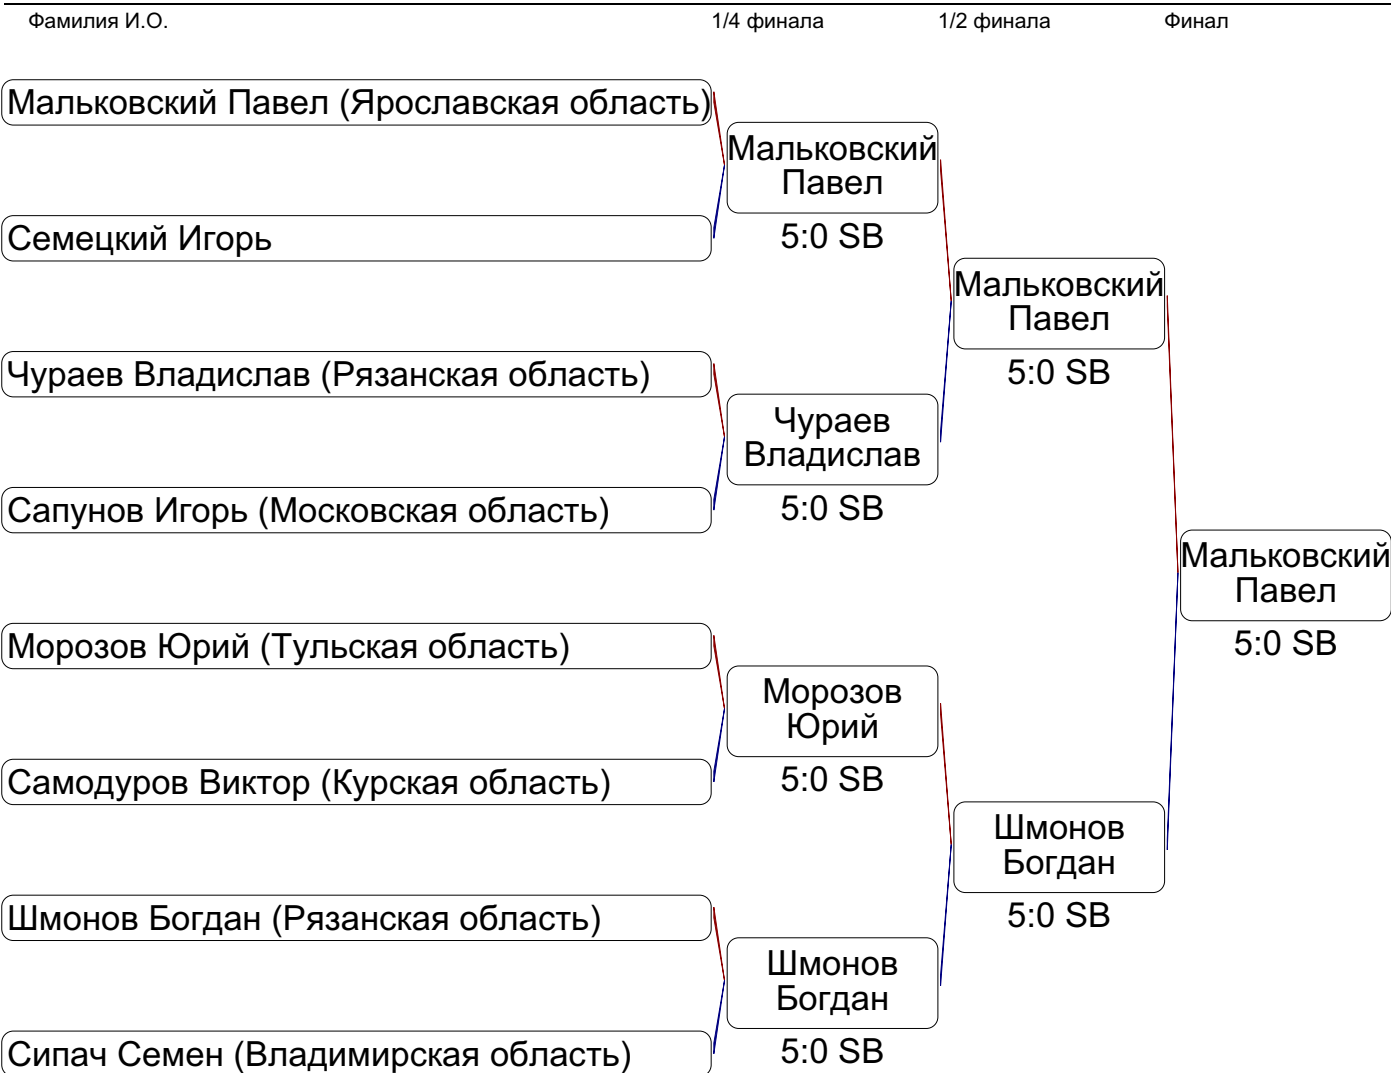 Фамилия И.О. 1/4 финала 1/2 финала Финал
Мальковский Павел (Ярославская область)
Мальковский
Павел
5:0 SB
Семецкий Игорь
Мальковский
Павел
5:0 SB
Чураев Владислав (Рязанская область)
Чураев
Владислав
5:0 SB
Сапунов Игорь (Московская область)
Мальковский
Павел
5:0 SB
Морозов Юрий (Тульская область)
Морозов
Юрий
5:0 SB
Самодуров Виктор (Курская область)
Шмонов
Богдан
5:0 SB
Шмонов Богдан (Рязанская область)
Шмонов
Богдан
5:0 SB
Сипач Семен (Владимирская область)